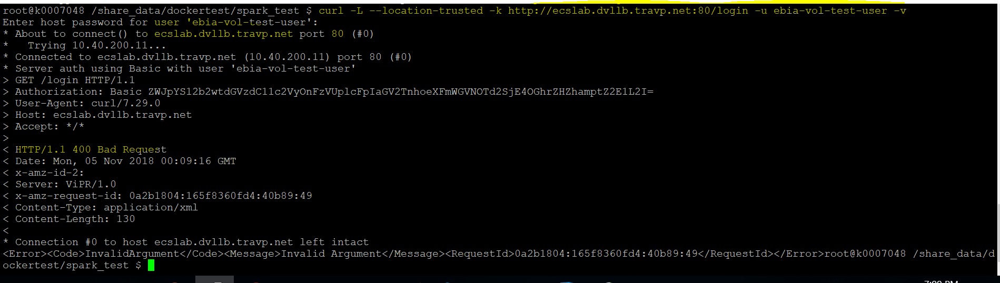 root@k0007048 /share_data/dockertest/spark_test $ curl -L --location-trusted -k http://ecslab.dvllb.travp.net:80/login -u ebia-vol-test-user -v
Enter host password for user 'ebia-vol-test-user':
* About to connect() to ecslab.dvllb.travp.net port 80 (#0)
*   Trying 10.40.200.11...
* Connected to ecslab.dvllb.travp.net (10.40.200.11) port 80 (#0)
* Server auth using Basic with user 'ebia-vol-test-user'
> GET /login HTTP/1.1
> Authorization: Basic ZWJpYS12b2wtdGVzdC11c2VyOnFzVUplcFpIaGV2TnhoeXFmWGVNOTd2SjE4OGhrZHZhamptZ2E1L2I=
> User-Agent: curl/7.29.0
> Host: ecslab.dvllb.travp.net
> Accept: */*
>
< HTTP/1.1 400 Bad Request
< Date: Mon, 05 Nov 2018 00:09:16 GMT
< x-amz-id-2:
< Server: ViPR/1.0
< x-amz-request-id: 0a2b1804:165f8360fd4:40b89:49
< Content-Type: application/xml
< Content-Length: 130
<
* Connection #0 to host ecslab.dvllb.travp.net left intact
<Error><Code>InvalidArgument</Code><Message>Invalid Argument</Message><RequestId>0a2b1804:165f8360fd4:40b89:49</RequestId></Error>root@k0007048 /share_data/d
ockertest/spark_test $